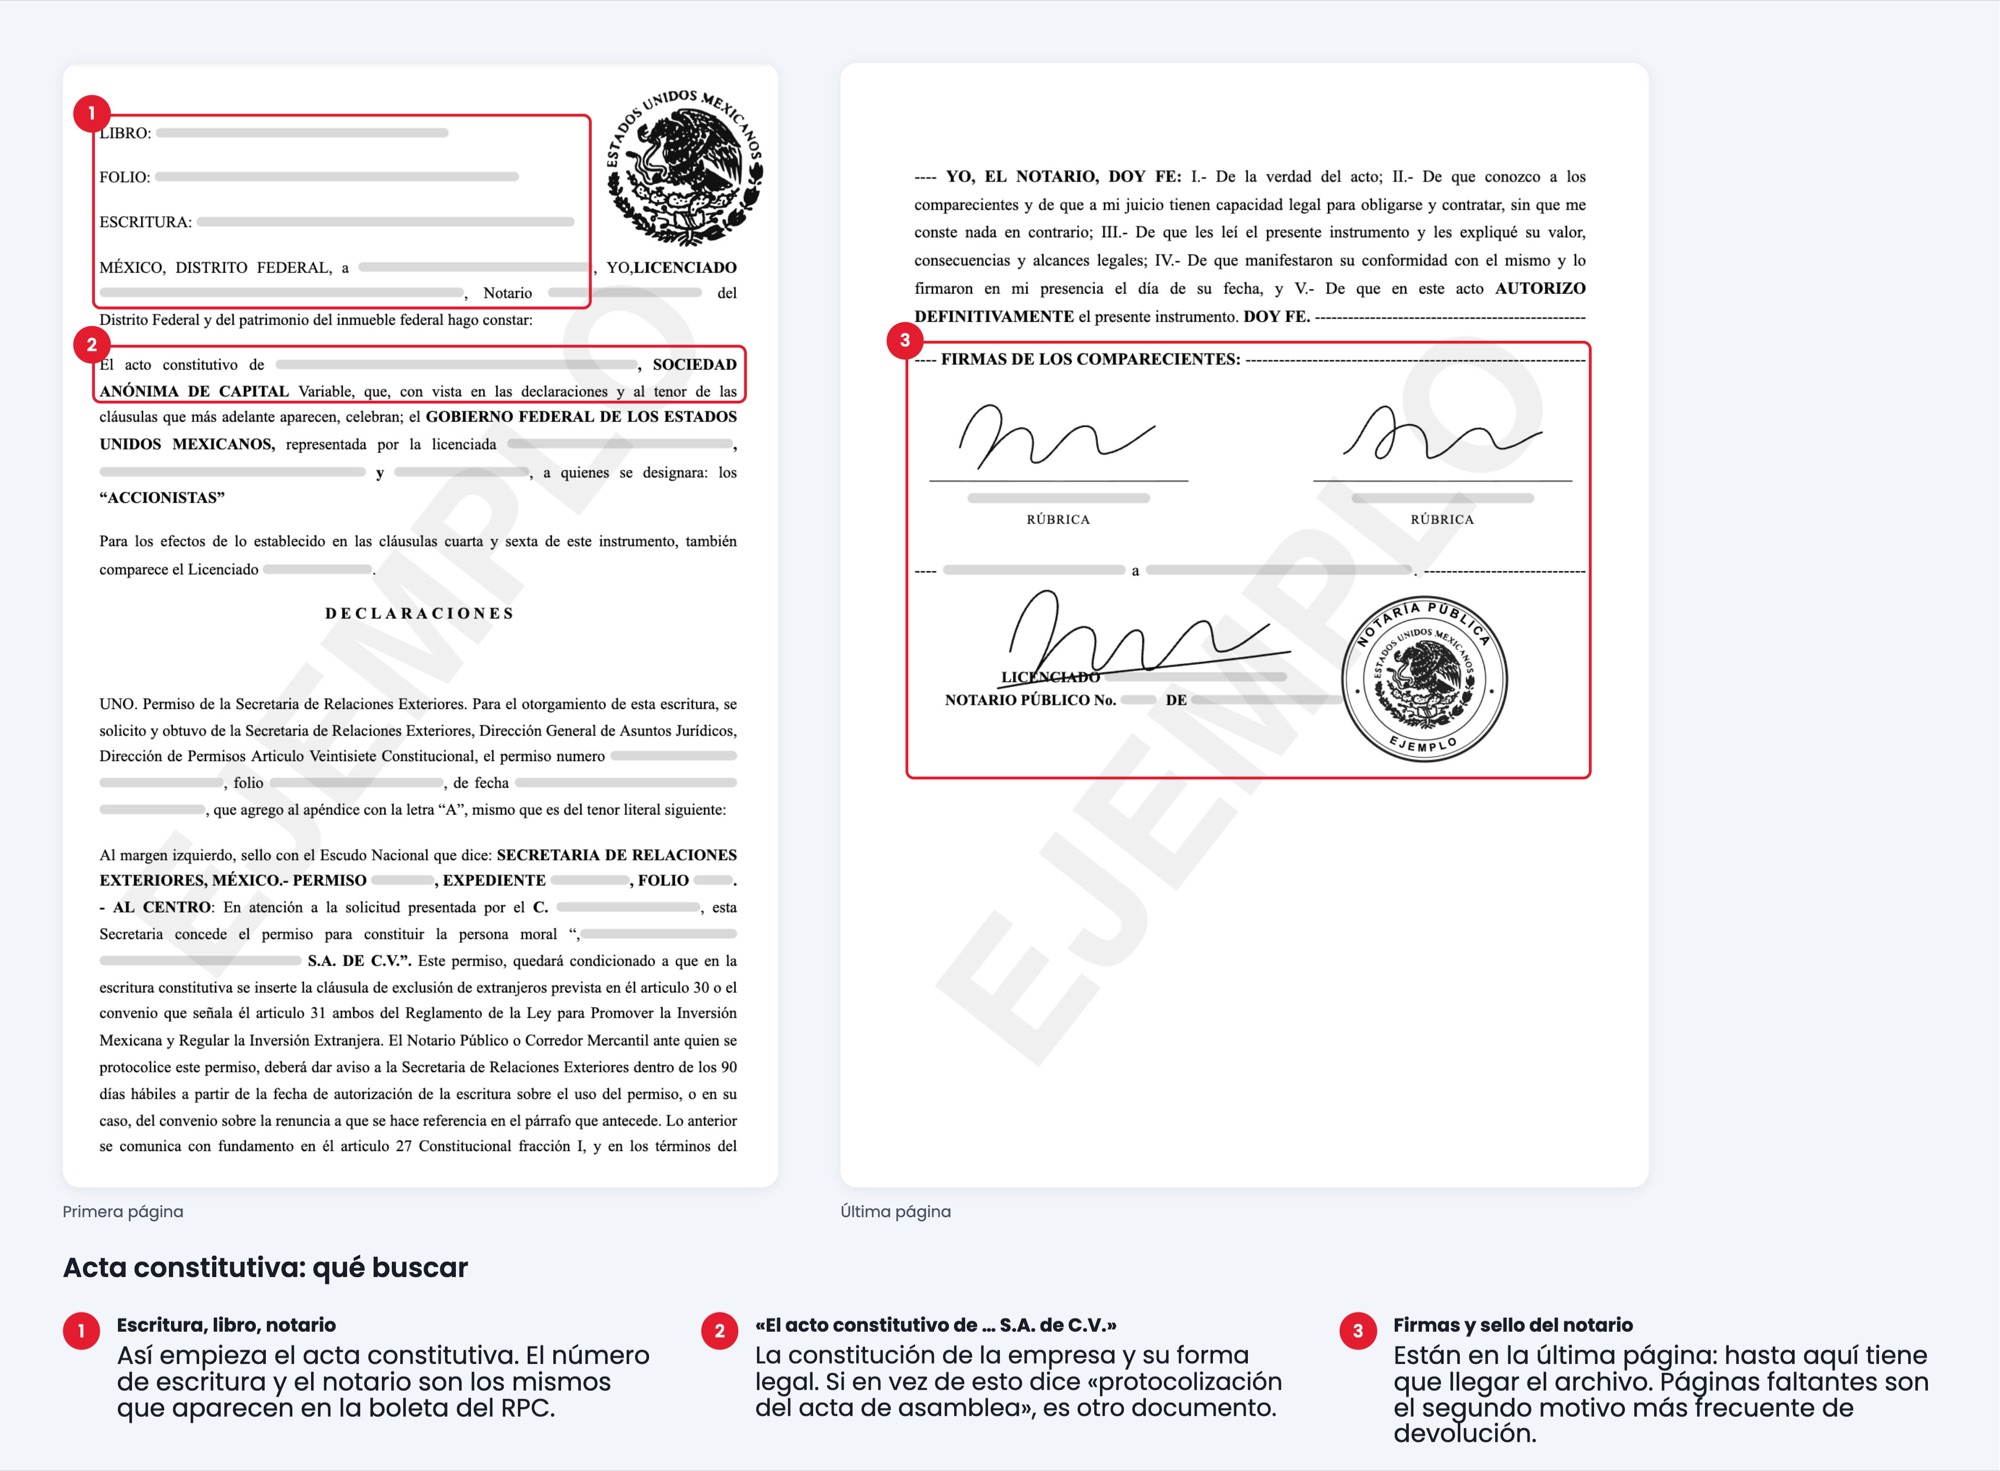 1
LIBRO:
FOLIO:
ESCRITURA:
ESTADOS UNIDOS MEXICANOS
MÉXICO, DISTRITO FEDERAL, a , YO,LICENCIADO
, Notario del
Distrito Federal y del patrimonio del inmueble federal hago constar:
2
El acto constitutivo de , SOCIEDAD
ANÓNIMA DE CAPITAL Variable, que, con vista en las declaraciones y al tenor de las
cláusulas que más adelante aparecen, celebran; el GOBIERNO FEDERAL DE LOS ESTADOS
UNIDOS MEXICANOS, representada por la licenciada ,
y , a quienes se designara: los
“ACCIONISTAS”
Para los efectos de lo establecido en las cláusulas cuarta y sexta de este instrumento, también
comparece el Licenciado .
DECLARACIONES
UNO. Permiso de la Secretaria de Relaciones Exteriores. Para el otorgamiento de esta escritura, se
solicito y obtuvo de la Secretaria de Relaciones Exteriores, Dirección General de Asuntos Jurídicos,
Dirección de Permisos Articulo Veintisiete Constitucional, el permiso numero
, folio , de fecha
, que agrego al apéndice con la letra “A”, mismo que es del tenor literal siguiente:
Al margen izquierdo, sello con el Escudo Nacional que dice: SECRETARIA DE RELACIONES
EXTERIORES, MÉXICO.- PERMISO , EXPEDIENTE , FOLIO .
- AL CENTRO: En atención a la solicitud presentada por el C. , esta
Secretaria concede el permiso para constituir la persona moral “,
S.A. DE C.V.”. Este permiso, quedará condicionado a que en la
escritura constitutiva se inserte la cláusula de exclusión de extranjeros prevista en él articulo 30 o el
convenio que señala él articulo 31 ambos del Reglamento de la Ley para Promover la Inversión
Mexicana y Regular la Inversión Extranjera. El Notario Público o Corredor Mercantil ante quien se
protocolice este permiso, deberá dar aviso a la Secretaria de Relaciones Exteriores dentro de los 90
días hábiles a partir de la fecha de autorización de la escritura sobre el uso del permiso, o en su
caso, del convenio sobre la renuncia a que se hace referencia en el párrafo que antecede. Lo anterior
se comunica con fundamento en él articulo 27 Constitucional fracción I, y en los términos del
EJEMPLO
Primera página
---- YO, EL NOTARIO, DOY FE: I.- De la verdad del acto; II.- De que conozco a los
comparecientes y de que a mi juicio tienen capacidad legal para obligarse y contratar, sin que me
conste nada en contrario; III.- De que les leí el presente instrumento y les expliqué su valor,
consecuencias y alcances legales; IV.- De que manifestaron su conformidad con el mismo y lo
firmaron en mi presencia el día de su fecha, y V.- De que en este acto AUTORIZO
DEFINITIVAMENTE el presente instrumento. DOY FE. ------------------------------------------------
3
---- FIRMAS DE LOS COMPARECIENTES: ------------------------------------------------------------
RÚBRICA RÚBRICA
---- a . -----------------------------
LICENCIADO
NOTARIO PÚBLICO No. DE
NOTARÍA PÚBLICA
ESTADOS UNIDOS MEXICANOS
EJEMPLO
EJEMPLO
Última página
Acta constitutiva: qué buscar
1 Escritura, libro, notario
Así empieza el acta constitutiva. El número
de escritura y el notario son los mismos
que aparecen en la boleta del RPC.
2 «El acto constitutivo de … S.A. de C.V.»
La constitución de la empresa y su forma
legal. Si en vez de esto dice «protocolización
del acta de asamblea», es otro documento.
3 Firmas y sello del notario
Están en la última página: hasta aquí tiene
que llegar el archivo. Páginas faltantes son
el segundo motivo más frecuente de
devolución.